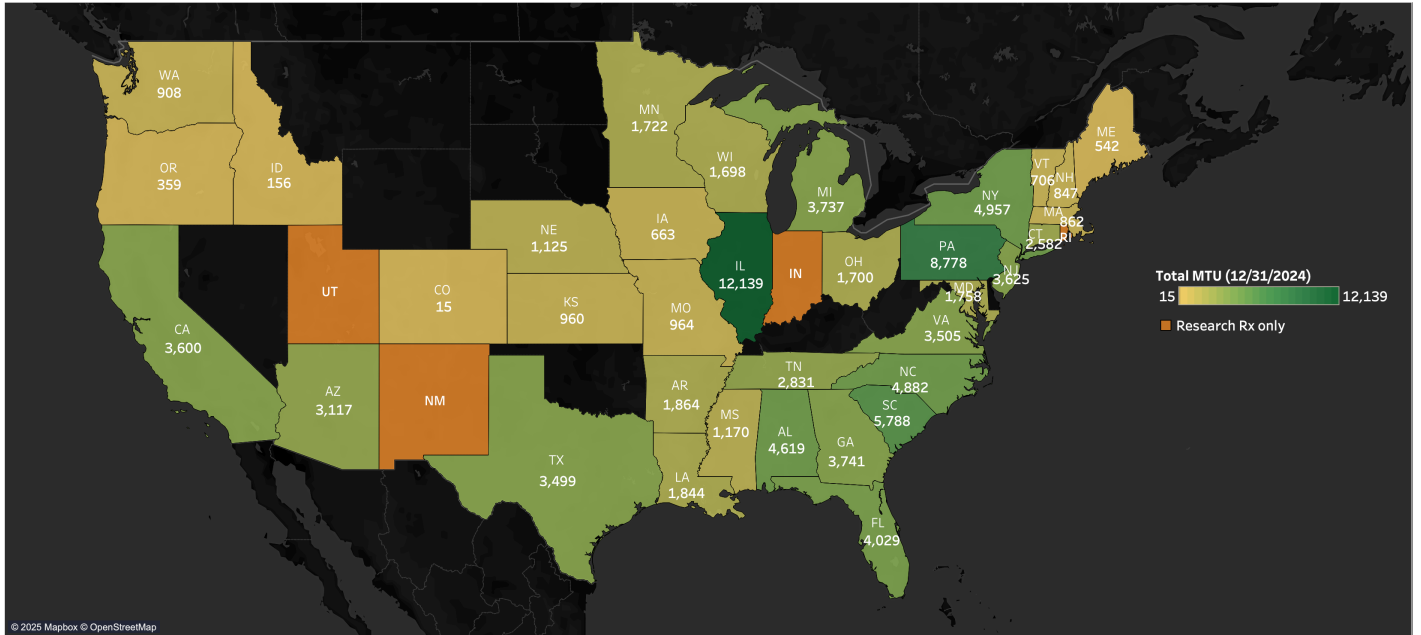 WA
908
OR
359
ID
156
CA
3,600
UT
AZ
3,117
NM
CO
15
NE
1,125
KS
960
TX
3,499
MN
1,722
IA
663
MO
964
AR
1,864
LA
1,844
WI
1,698
IL
12,139
MS
1,170
MI
3,737
IN
OH
1,700
TN
2,831
AL
4,619
GA
3,741
FL
4,029
SC
5,788
NC
4,882
VA
3,505
MD
1,758
PA
8,778
NJ
3,625
NY
4,957
CT
2,582
RI
MA
862
VT
706
NH
847
ME
542
Total MTU (12/31/2024)
15 12,139
Research Rx only
© 2025 Mapbox © OpenStreetMap